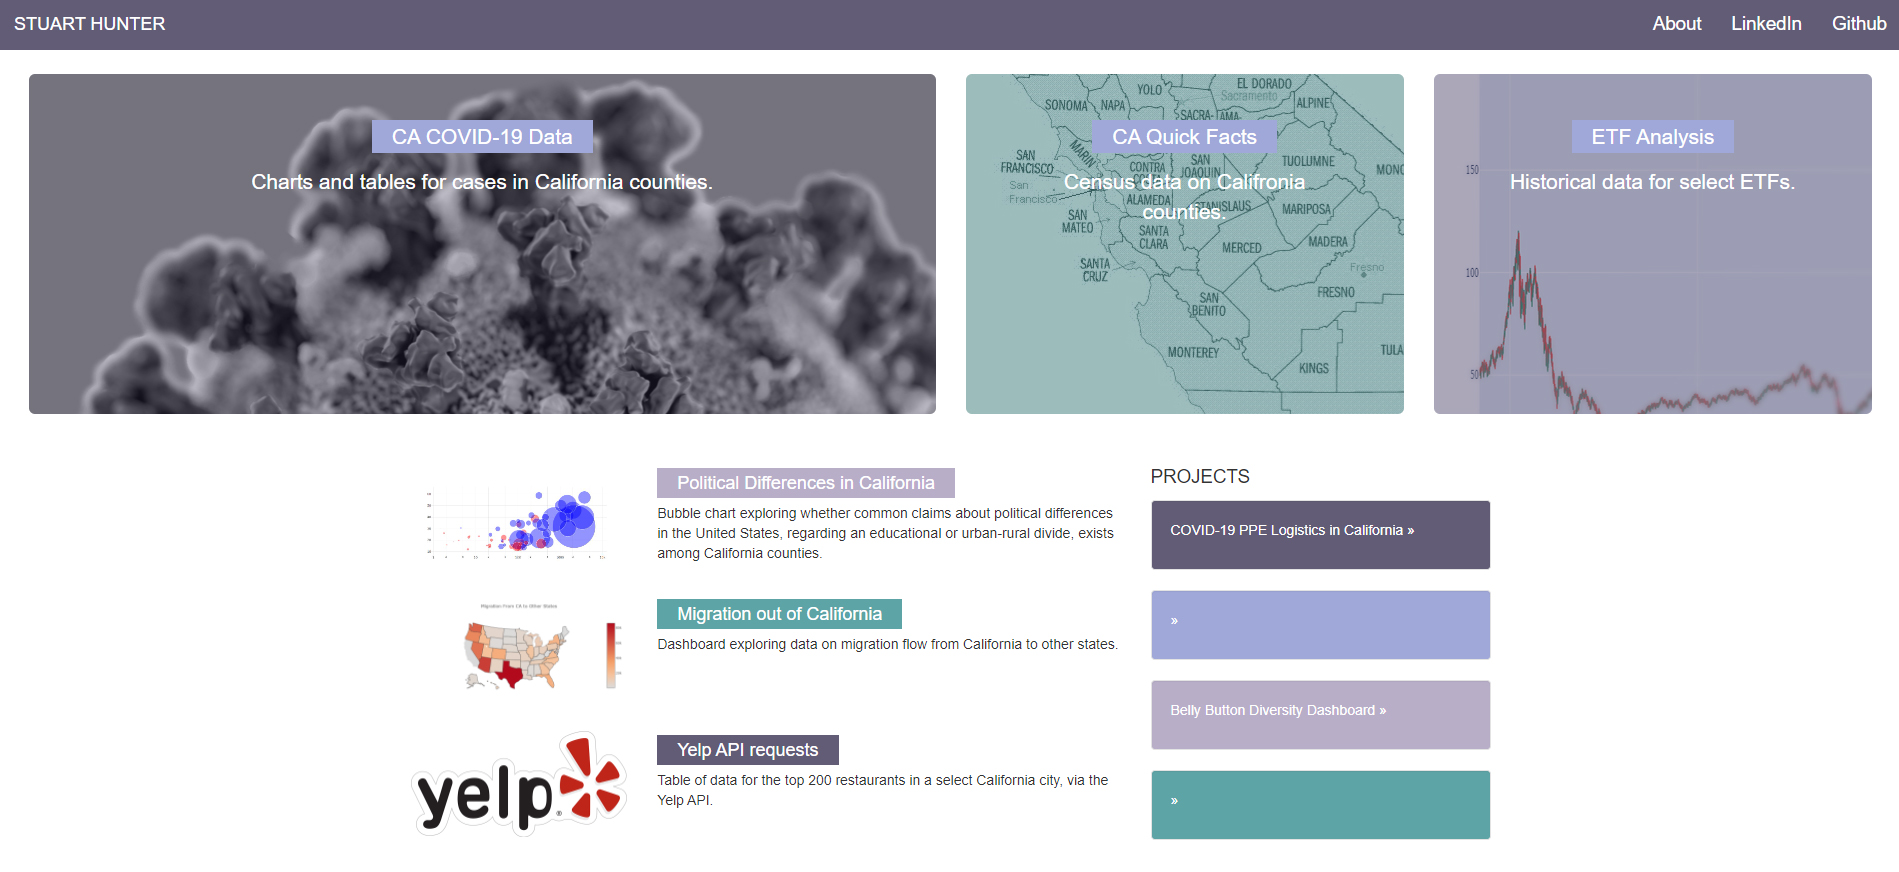 STUART HUNTER
About
LinkedIn
Github
CA COVID-19 Data
Charts and tables for cases in California counties.
CA Quick Facts
Census data on Califronia
counties.
EL DORADO
YOLO
Sacramento
SONOMA
NAPA
ALPINE
SACRA-
MARIN
SAN
FRANCISCO
CONTRA
SAN
JOAQUIN
TUOLUMNE
MONO
San
Francisco
ALAMEDA
STANISLAUS
MARIPOSA
SAN
MATEO
SANTA
CLARA
MERCED
MADERA
SANTA
CRUZ
Fresno
FRESNO
SAN
BENITO
MONTEREY
KINGS
TULA
ETF Analysis
Historical data for select ETFs.
150
100
50
Political Differences in California
Bubble chart exploring whether common claims about political differences
in the United States, regarding an educational or urban-rural divide, exists
among California counties.
Migration From CA to Other States
Migration out of California
Dashboard exploring data on migration flow from California to other states.
yelp
®
Yelp API requests
Table of data for the top 200 restaurants in a select California city, via the
Yelp API.
PROJECTS
COVID-19 PPE Logistics in California »
»
Belly Button Diversity Dashboard »
»